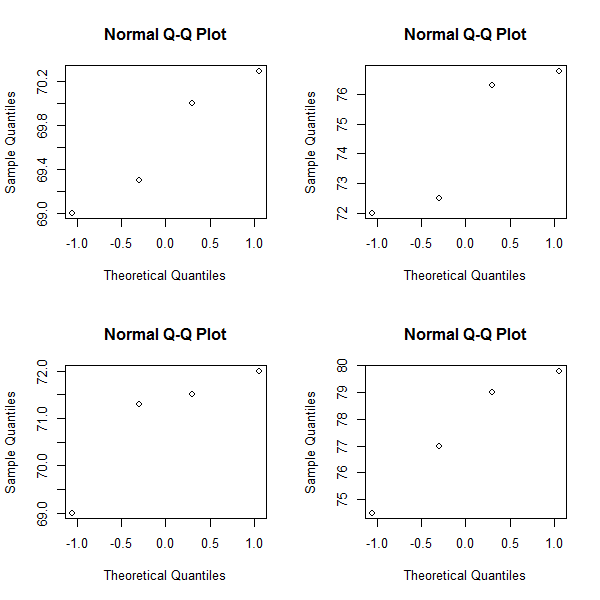 Normal Q-Q Plot
Sample Quantiles
69.0 69.4 69.8 70.2
-1.0 -0.5 0.0 0.5 1.0
Theoretical Quantiles
Normal Q-Q Plot
Sample Quantiles
72 73 74 75 76
-1.0 -0.5 0.0 0.5 1.0
Theoretical Quantiles
Normal Q-Q Plot
Sample Quantiles
69.0 70.0 71.0 72.0
-1.0 -0.5 0.0 0.5 1.0
Theoretical Quantiles
Normal Q-Q Plot
Sample Quantiles
75 76 77 78 79 80
-1.0 -0.5 0.0 0.5 1.0
Theoretical Quantiles